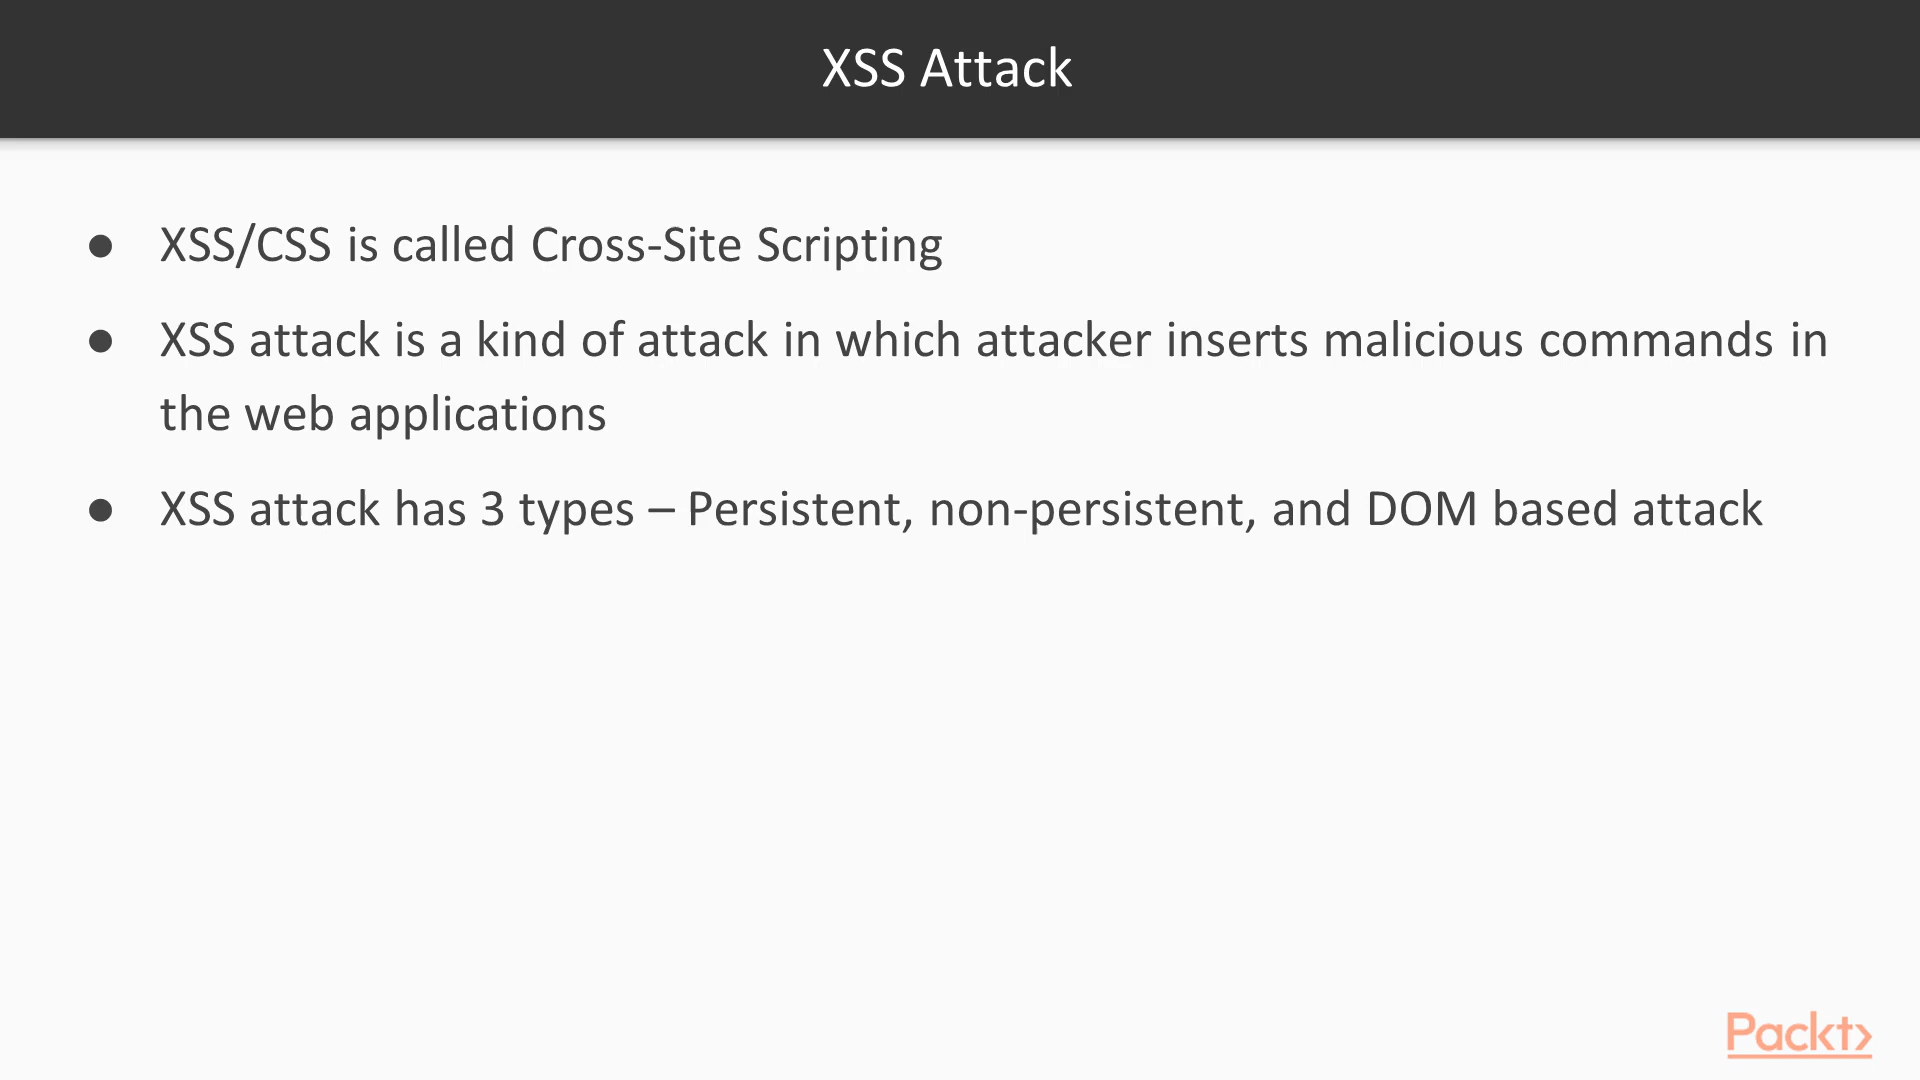 XSS Attack
● XSS/CSS is called Cross-Site Scripting
● XSS attack is a kind of attack in which attacker inserts malicious commands in
the web applications
● XSS attack has 3 types – Persistent, non-persistent, and DOM based attack
Packt>